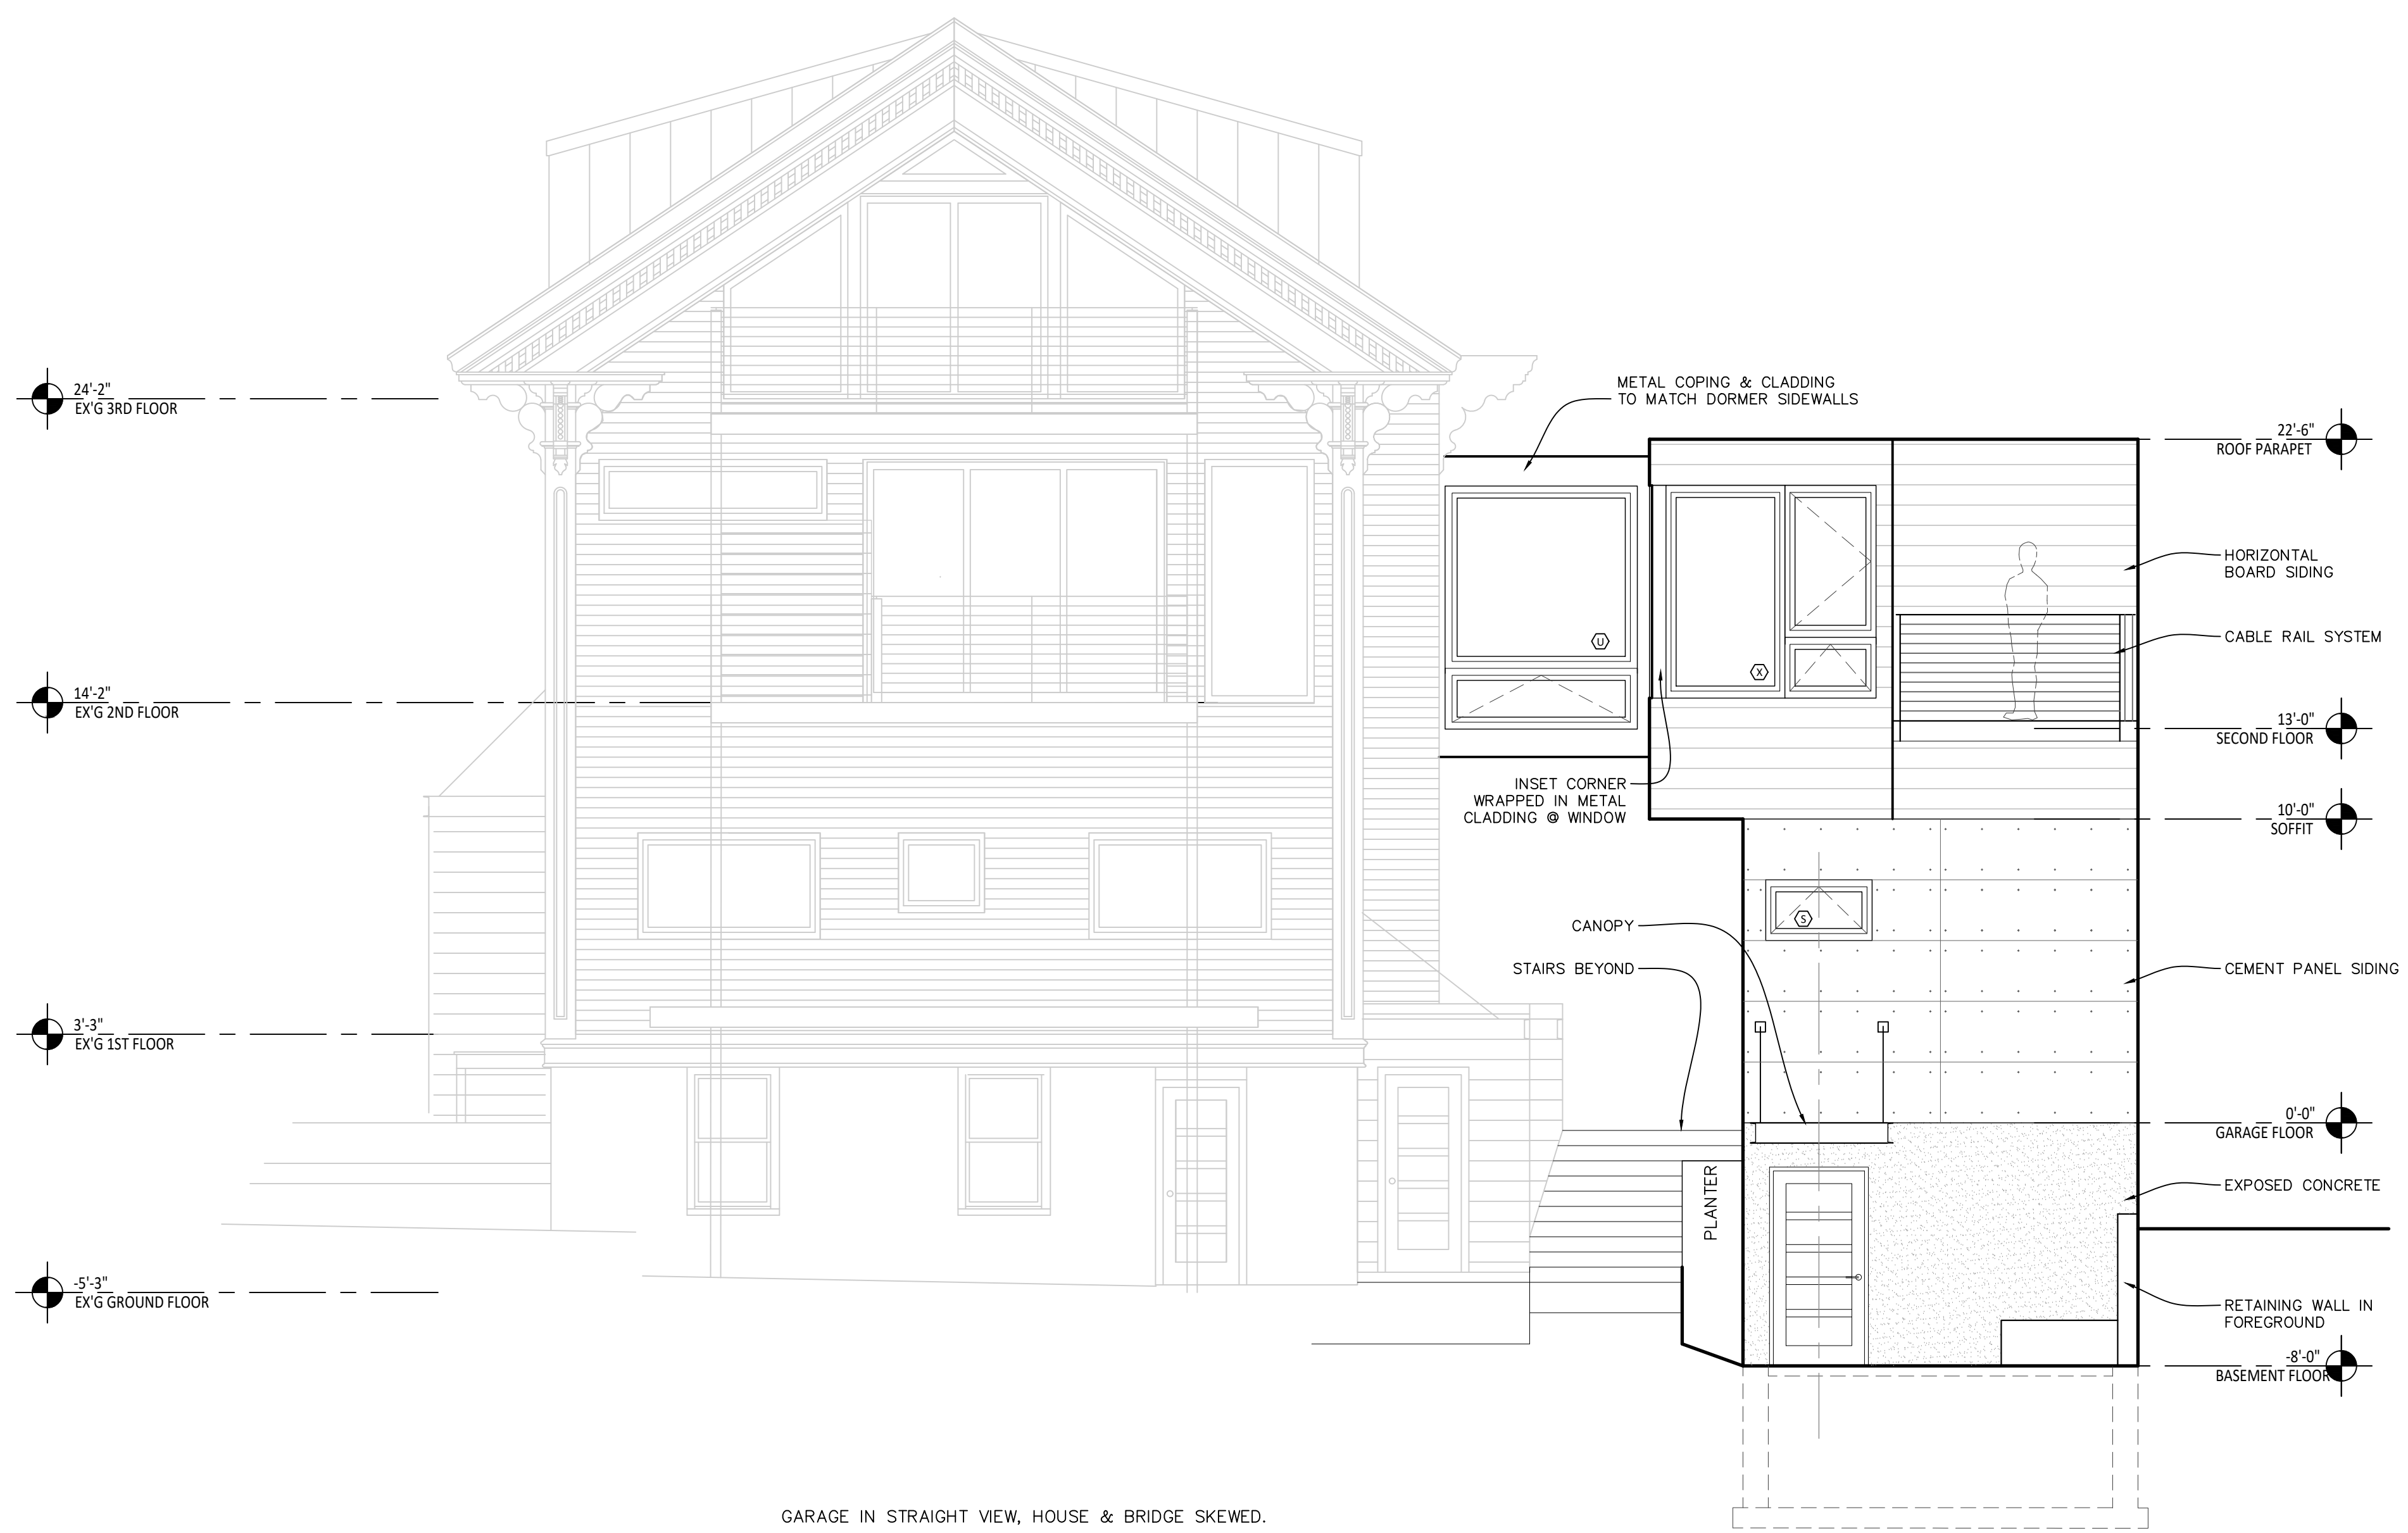 METAL COPING & CLADDING
TO MATCH DORMER SIDEWALLS
24'-2"
EX'G 3RD FLOOR
22'-6"
ROOF PARAPET
HORIZONTAL
BOARD SIDING
U
X
CABLE RAIL SYSTEM
14'-2"
EX'G 2ND FLOOR
13'-0"
SECOND FLOOR
INSET CORNER
WRAPPED IN METAL
CLADDING @ WINDOW
10'-0"
SOFFIT
S
CANOPY
STAIRS BEYOND
CEMENT PANEL SIDING
3'-3"
EX'G 1ST FLOOR
0'-0"
GARAGE FLOOR
PLANTER
EXPOSED CONCRETE
-5'-3"
EX'G GROUND FLOOR
RETAINING WALL IN
FOREGROUND
-8'-0"
BASEMENT FLOOR
GARAGE IN STRAIGHT VIEW, HOUSE & BRIDGE SKEWED.